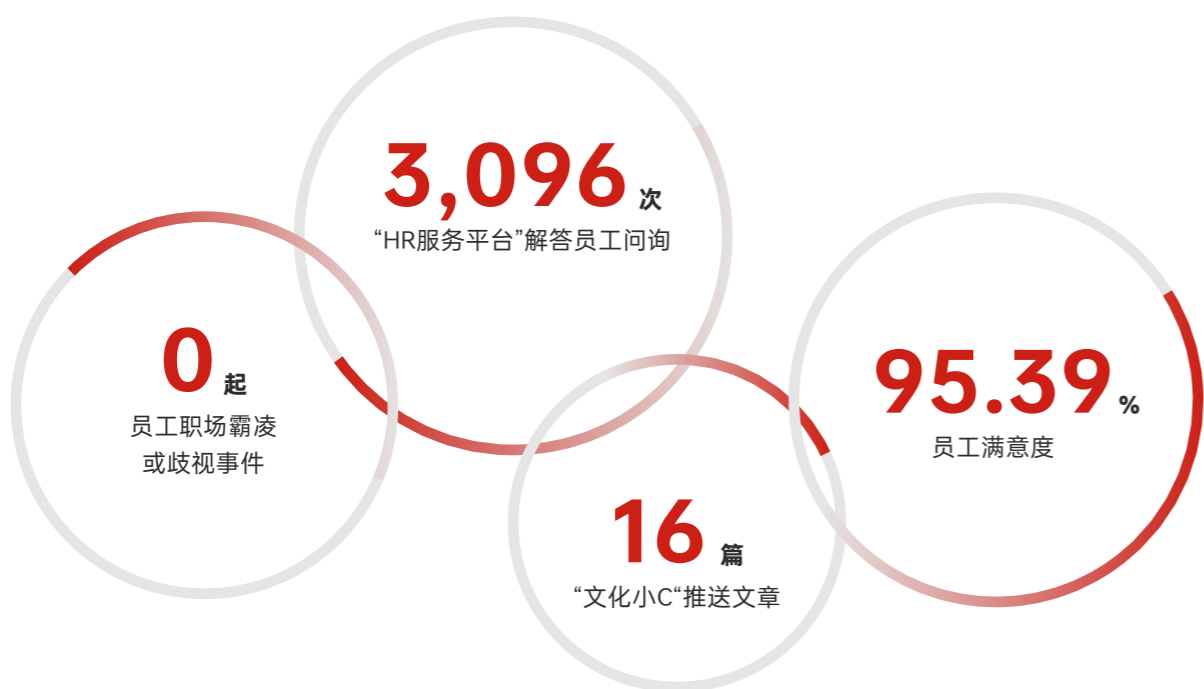 3,096 次
“HR服务平台”解答员工问询
0 起
员工职场霸凌
或歧视事件
95.39 %
员工满意度
16 篇
“文化小C“推送文章